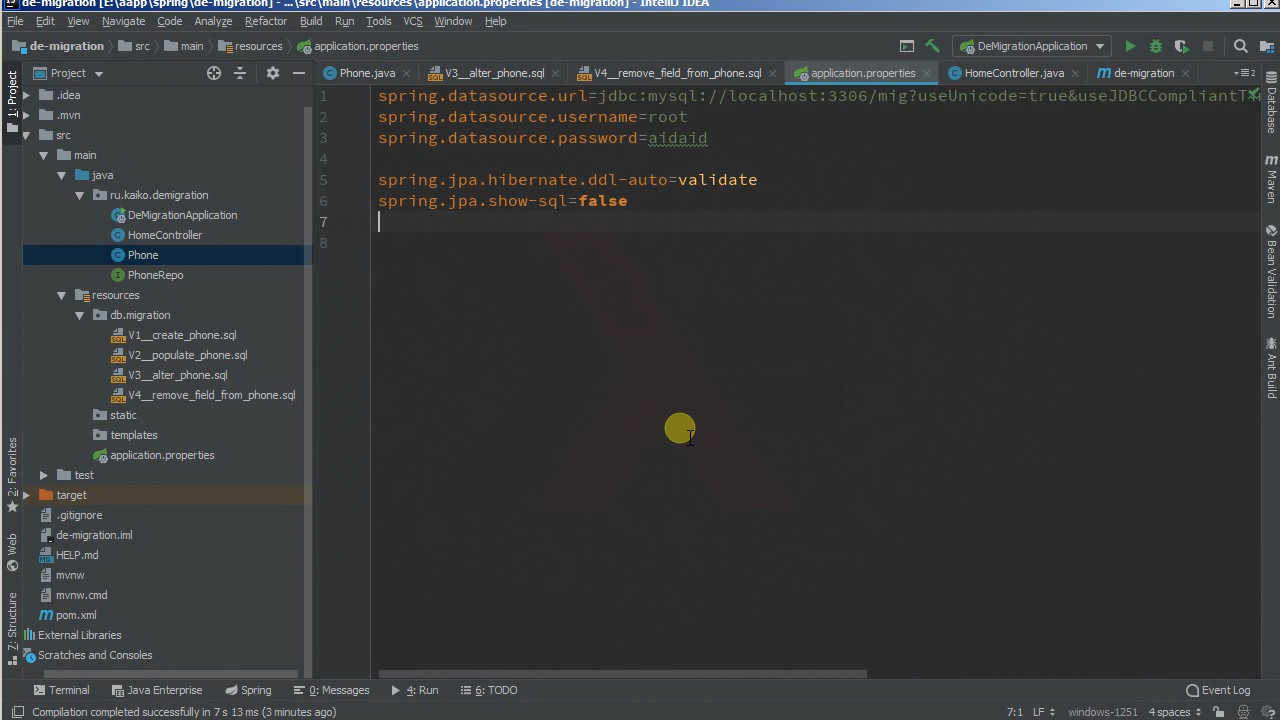 de-migration [E:\aapp\spring\de-migration] - ...\src\main\resources\application.properties [de-migration] - IntelliJ IDEA
File Edit View Navigate Code Analyze Refactor Build Run Tools VCS Window Help
de-migration src main resources application.properties DeMigrationApplication
Project Phone.java V3__alter_phone.sql V4__remove_field_from_phone.sql application.properties HomeController.java de-migration
1: Project
.idea
.mvn
src
main
java
ru.kaiko.demigration
DeMigrationApplication
HomeController
Phone
PhoneRepo
resources
db.migration
V1__create_phone.sql
V2__populate_phone.sql
V3__alter_phone.sql
V4__remove_field_from_phone.sql
static
templates
application.properties
test
target
.gitignore
de-migration.iml
HELP.md
mvnw
mvnw.cmd
pom.xml
External Libraries
Scratches and Consoles
2: Favorites
Web
Z: Structure
1 spring.datasource.url=jdbc:mysql://localhost:3306/mig?useUnicode=true&useJDBCCompliantT
2 spring.datasource.username=root
3 spring.datasource.password=aidaid
4
5 spring.jpa.hibernate.ddl-auto=validate
6 spring.jpa.show-sql=false
7
8
Database
Maven
Bean Validation
Ant Build
Terminal Java Enterprise Spring 0: Messages 4: Run 6: TODO Event Log
Compilation completed successfully in 7 s 13 ms (3 minutes ago) 7:1 LF windows-1251 4 spaces